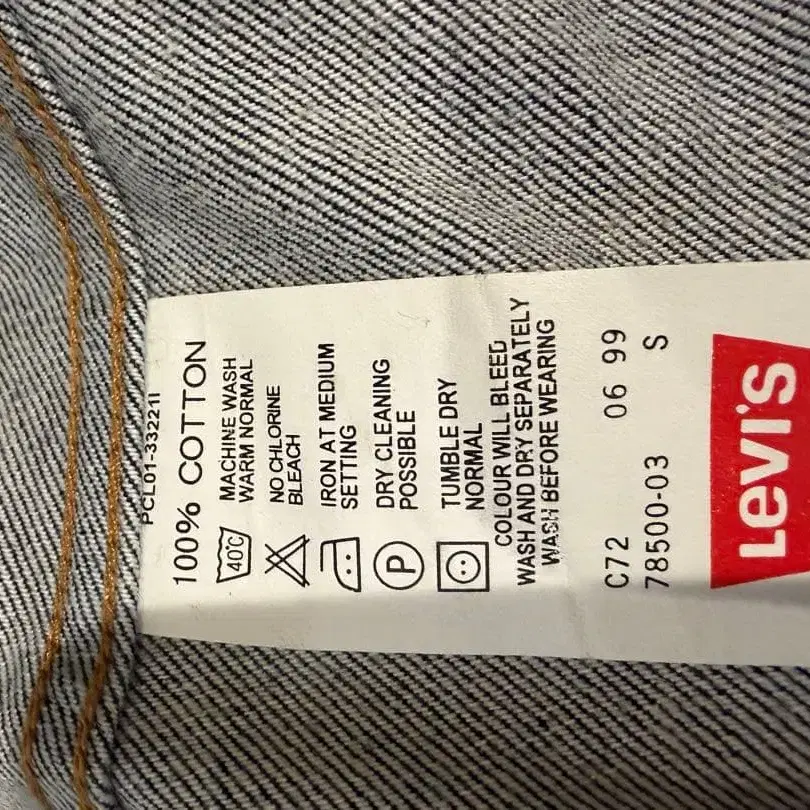 PCL01-33221I
100% COTTON
40°C
MACHINE WASH
WARM NORMAL
NO CHLORINE
BLEACH
IRON AT MEDIUM
SETTING
P
DRY CLEANING
POSSIBLE
TUMBLE DRY
NORMAL
COLOUR WILL BLEED
WASH AND DRY SEPARATELY
WASH BEFORE WEARING
C72 06 99
78500-03 S
LEVI'S